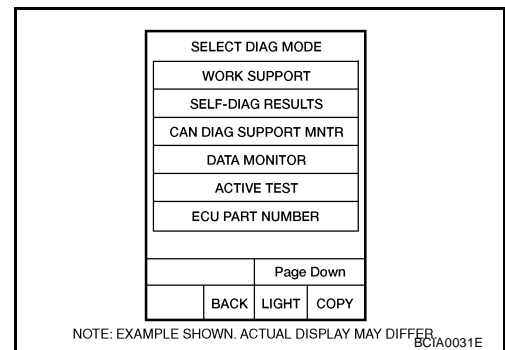 SELECT DIAG MODE
WORK SUPPORT
SELF-DIAG RESULTS
CAN DIAG SUPPORT MNTR
DATA MONITOR
ACTIVE TEST
ECU PART NUMBER
Page Down
BACK LIGHT COPY
NOTE: EXAMPLE SHOWN. ACTUAL DISPLAY MAY DIFFER
BCIA0031E